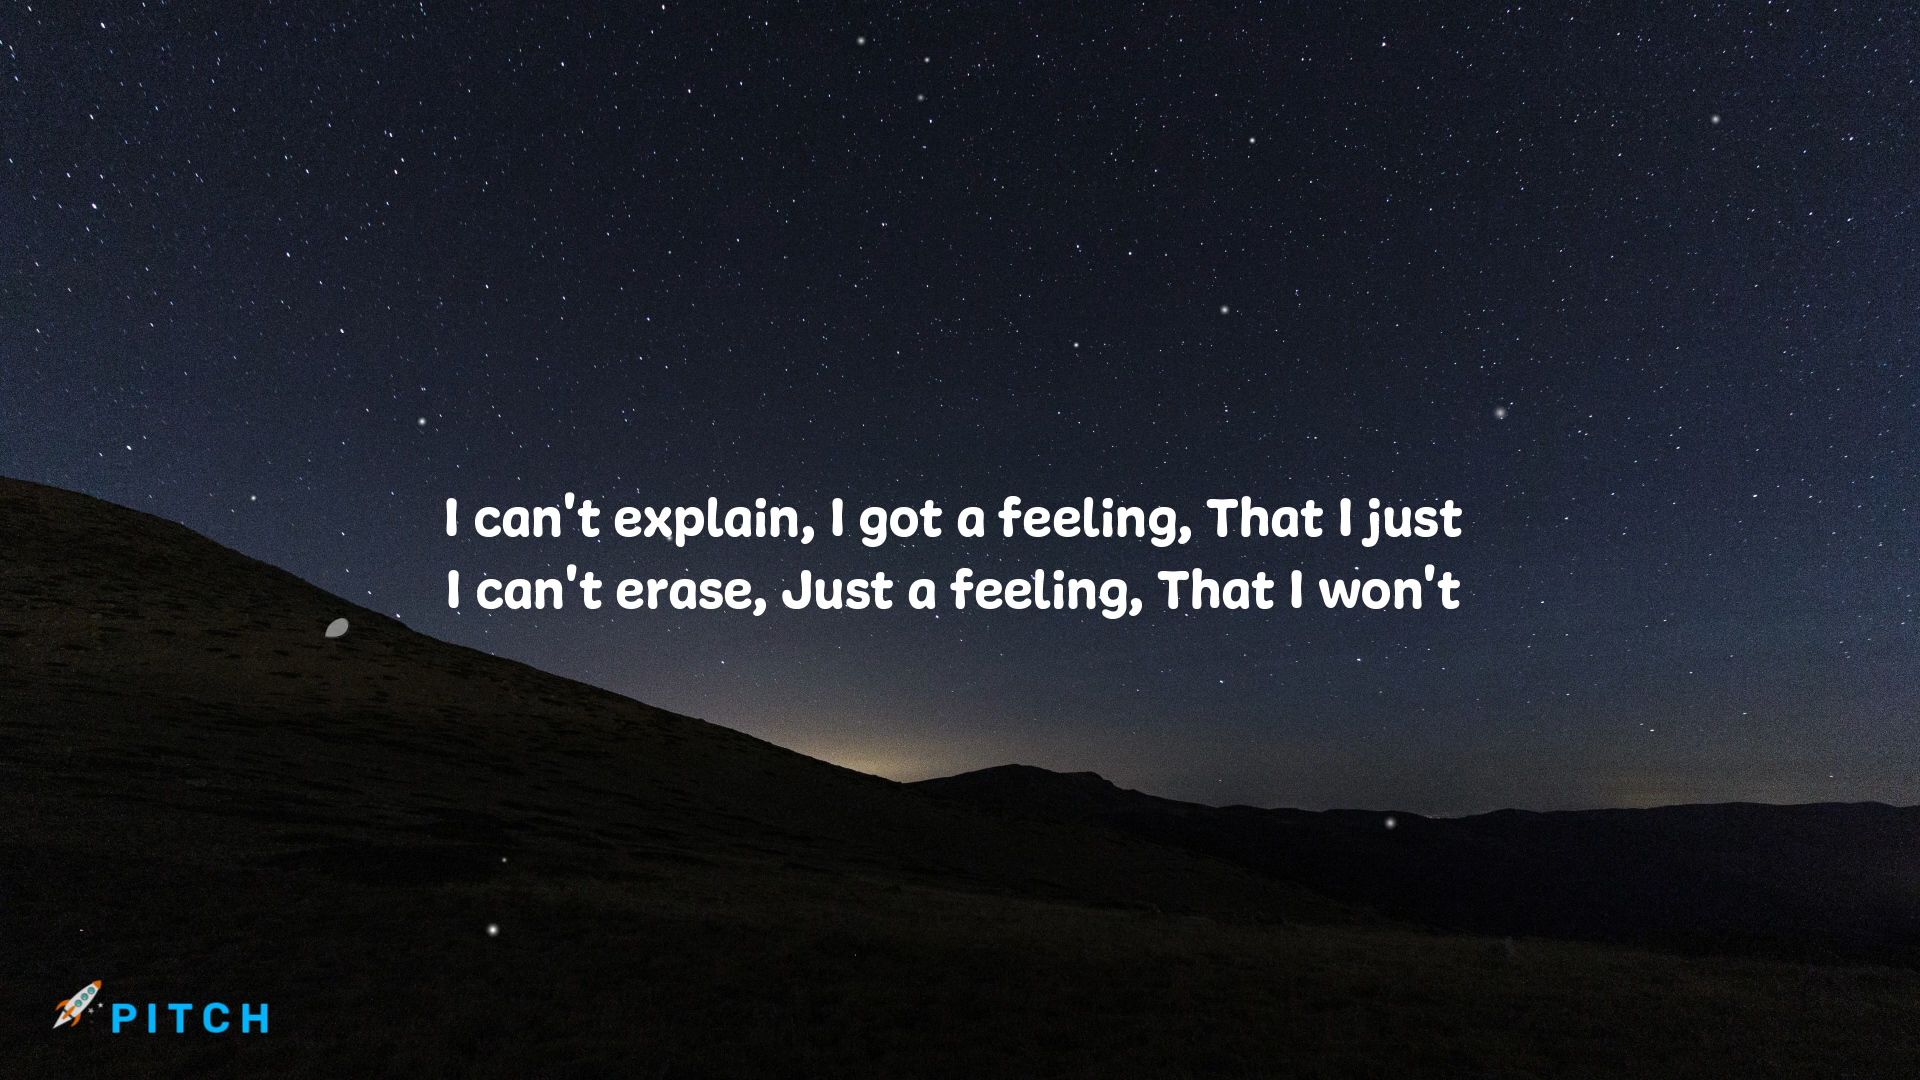 I can't explain, I got a feeling, That I just
I can't erase, Just a feeling, That I won't
PITCH